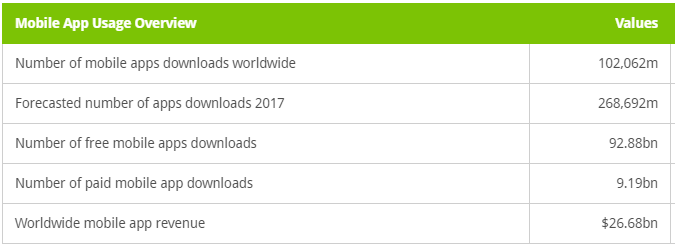 Mobile App Usage Overview Values
Number of mobile apps downloads worldwide 102,062m
Forecasted number of apps downloads 2017 268,692m
Number of free mobile apps downloads 92.88bn
Number of paid mobile app downloads 9.19bn
Worldwide mobile app revenue $26.68bn